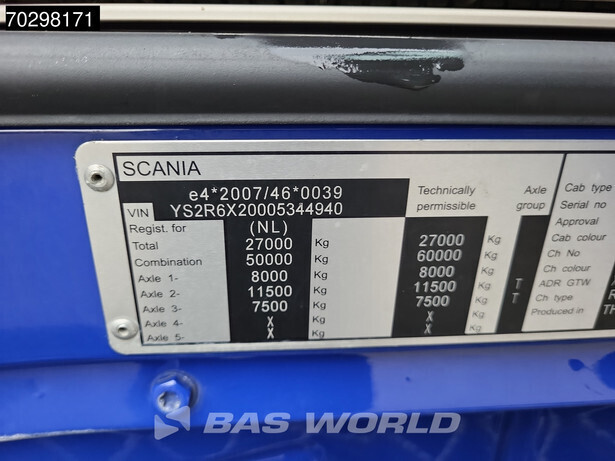 70298171
SCANIA
e4*2007/46*0039
VIN YS2R6X20005344940
Regist. for (NL)
Total 27000 Kg 27000 Kg
Combination 50000 Kg 60000 Kg
Axle 1- 8000 Kg 8000 Kg
Axle 2- 11500 Kg 11500 Kg T
Axle 3- 7500 Kg 7500 Kg T
Axle 4- X Kg X Kg
Axle 5- X Kg X Kg
Technically permissible
Axle group
Cab type
Serial no
Approval
Cab colour
Ch No
Ch colour
ADR GTW
Ch type
Produced in
BAS WORLD